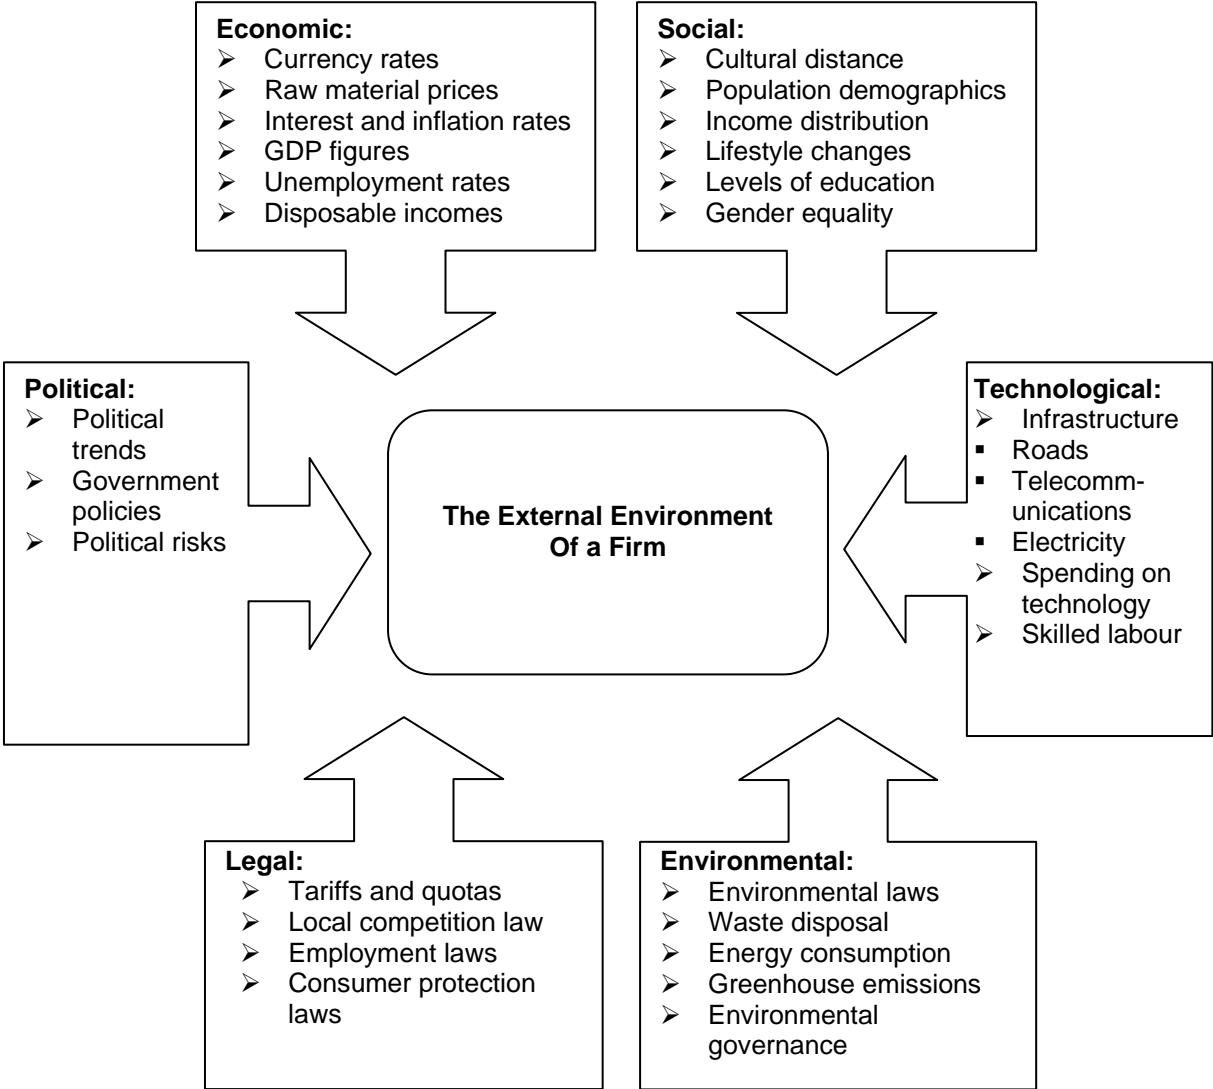 Economic:
➢ Currency rates
➢ Raw material prices
➢ Interest and inflation rates
➢ GDP figures
➢ Unemployment rates
➢ Disposable incomes
Social:
➢ Cultural distance
➢ Population demographics
➢ Income distribution
➢ Lifestyle changes
➢ Levels of education
➢ Gender equality
Political:
➢ Political
trends
➢ Government
policies
➢ Political risks
The External Environment
Of a Firm
Technological:
➢ Infrastructure
▪ Roads
▪ Telecomm-
unications
▪ Electricity
➢ Spending on
technology
➢ Skilled labour
Legal:
➢ Tariffs and quotas
➢ Local competition law
➢ Employment laws
➢ Consumer protection
laws
Environmental:
➢ Environmental laws
➢ Waste disposal
➢ Energy consumption
➢ Greenhouse emissions
➢ Environmental
governance